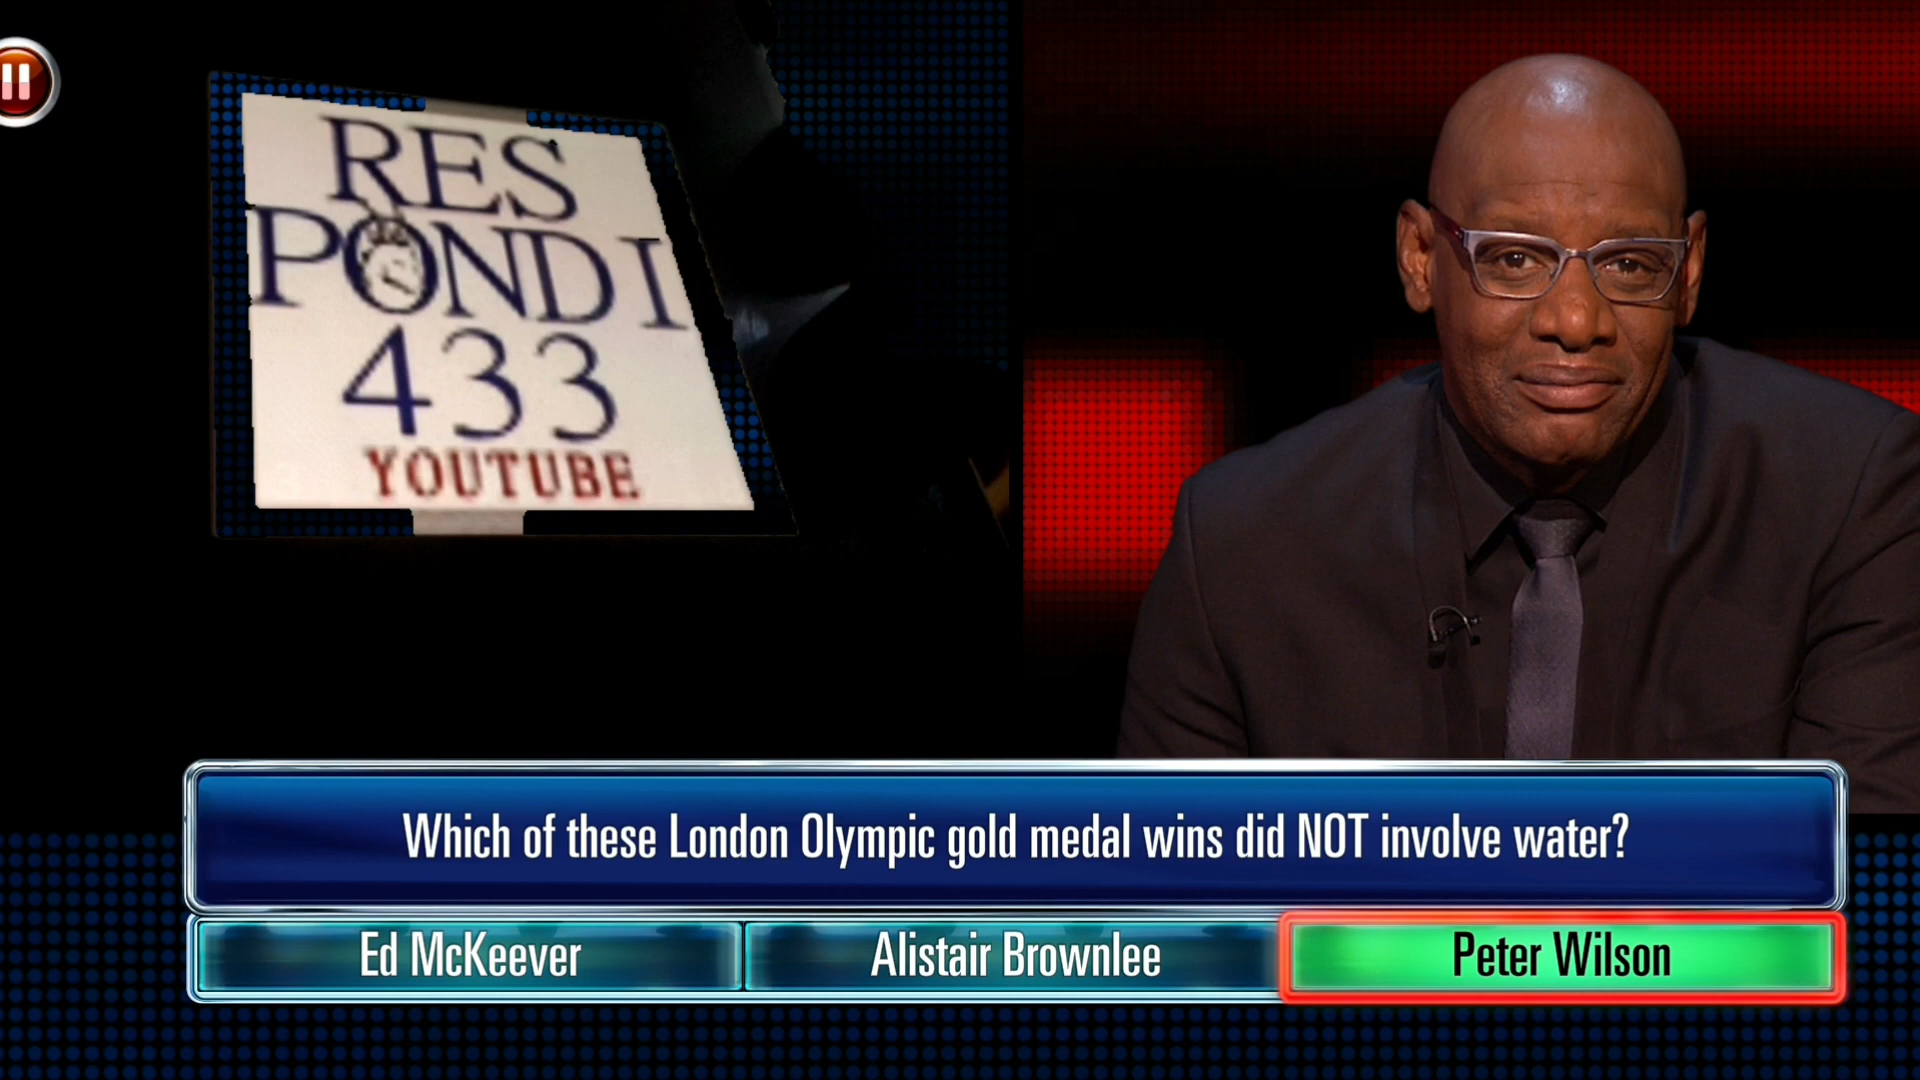 RES
PONDI
433
YOUTUBE
Which of these London Olympic gold medal wins did NOT involve water?
Ed McKeever
Alistair Brownlee
Peter Wilson